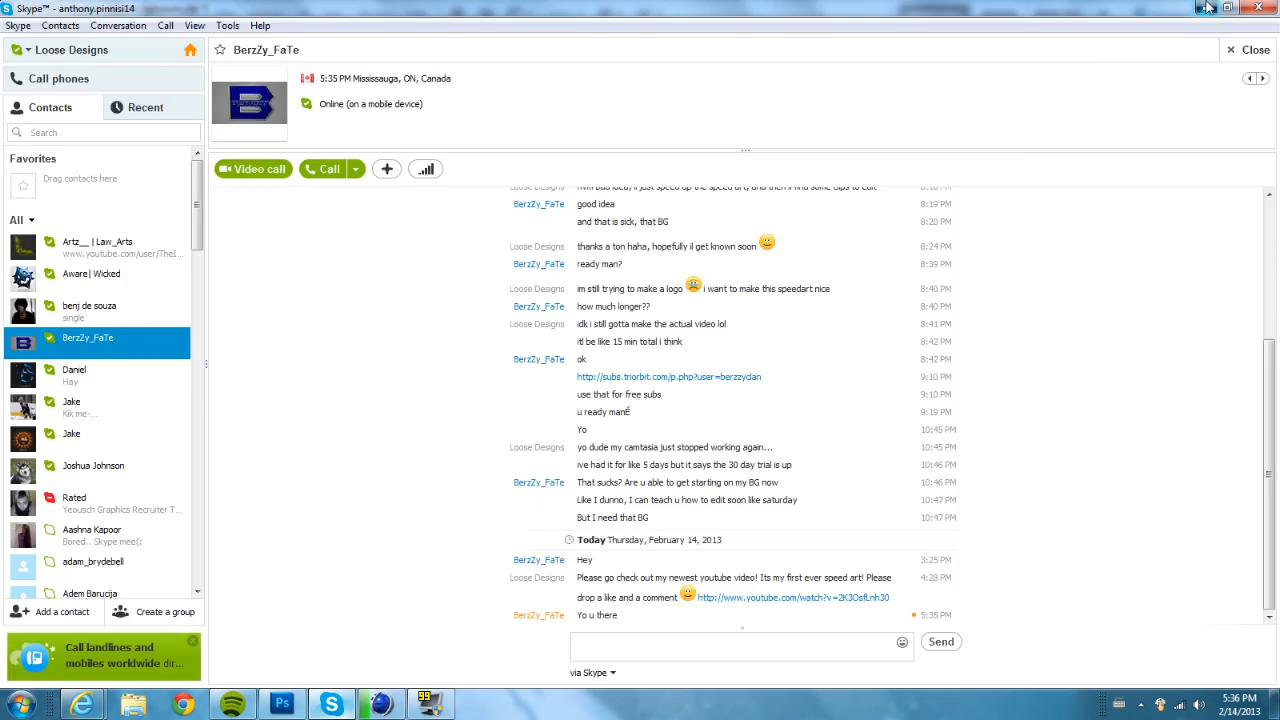 Skype™ - anthony.pinnisi14
Skype Contacts Conversation Call View Tools Help
Loose Designs
Call phones
Contacts
Recent
Search
Favorites
Drag contacts here
All
Artz__ | Law_Arts
www.youtube.com/user/TheI...
Aware | Wicked
benj de souza
single
BerzZy_FaTe
Daniel
Hay
Jake
Kik me-...
Jake
Joshua Johnson
Rated
Yeousch Graphics Recruiter T...
Aashna Kapoor
Bored.. Skype mee(:
adam_brydebell
Adem Barucija
Add a contact
Create a group
Call landlines and
mobiles worldwide dir...
BerzZy_FaTe
Close
5:35 PM Mississauga, ON, Canada
Online (on a mobile device)
Video call
Call
Loose Designs nvm bad idea, il just speed up the speed art, and then il find some clips to edit 8:18 PM
BerzZy_FaTe good idea 8:19 PM
and that is sick, that BG 8:20 PM
Loose Designs thanks a ton haha, hopefully il get known soon 8:24 PM
BerzZy_FaTe ready man? 8:39 PM
Loose Designs im still trying to make a logo i want to make this speedart nice 8:40 PM
BerzZy_FaTe how much longer?? 8:40 PM
Loose Designs idk i still gotta make the actual video lol 8:41 PM
itl be like 15 min total i think 8:42 PM
BerzZy_FaTe ok 8:42 PM
http://subs.triorbit.com/p.php?user=berzzyclan 9:10 PM
use that for free subs 9:10 PM
u ready manÉ 9:19 PM
Yo 10:45 PM
Loose Designs yo dude my camtasia just stopped working again... 10:45 PM
ive had it for like 5 days but it says the 30 day trial is up 10:46 PM
BerzZy_FaTe That sucks? Are u able to get starting on my BG now 10:46 PM
Like I dunno, I can teach u how to edit soon like saturday 10:47 PM
But I need that BG 10:47 PM
Today Thursday, February 14, 2013
BerzZy_FaTe Hey 3:25 PM
Loose Designs Please go check out my newest youtube video! Its my first ever speed art! Please 4:28 PM
drop a like and a comment http://www.youtube.com/watch?v=2K3OsfLnh30
BerzZy_FaTe Yo u there 5:35 PM
Send
via Skype
Ps
99
5:36 PM
2/14/2013